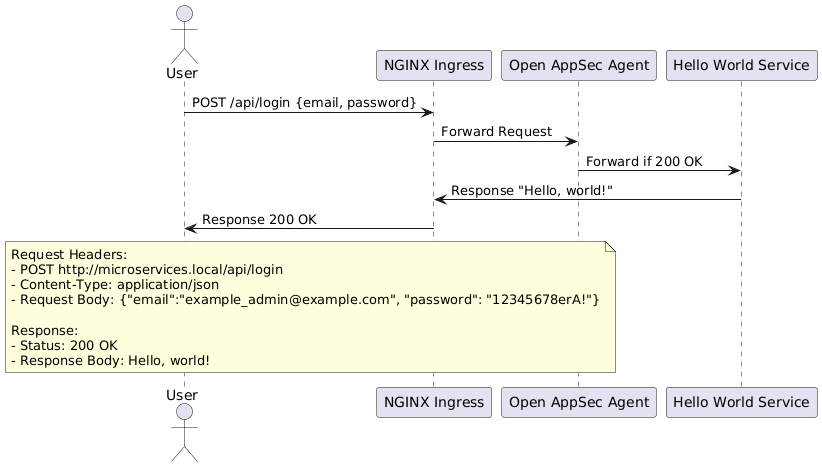 User
NGINX Ingress
Open AppSec Agent
Hello World Service
POST /api/login {email, password}
Forward Request
Forward if 200 OK
Response "Hello, world!"
Response 200 OK
Request Headers:
- POST http://microservices.local/api/login
- Content-Type: application/json
- Request Body: {"email":"example_admin@example.com", "password": "12345678erA!"}
Response:
- Status: 200 OK
- Response Body: Hello, world!
User
NGINX Ingress
Open AppSec Agent
Hello World Service